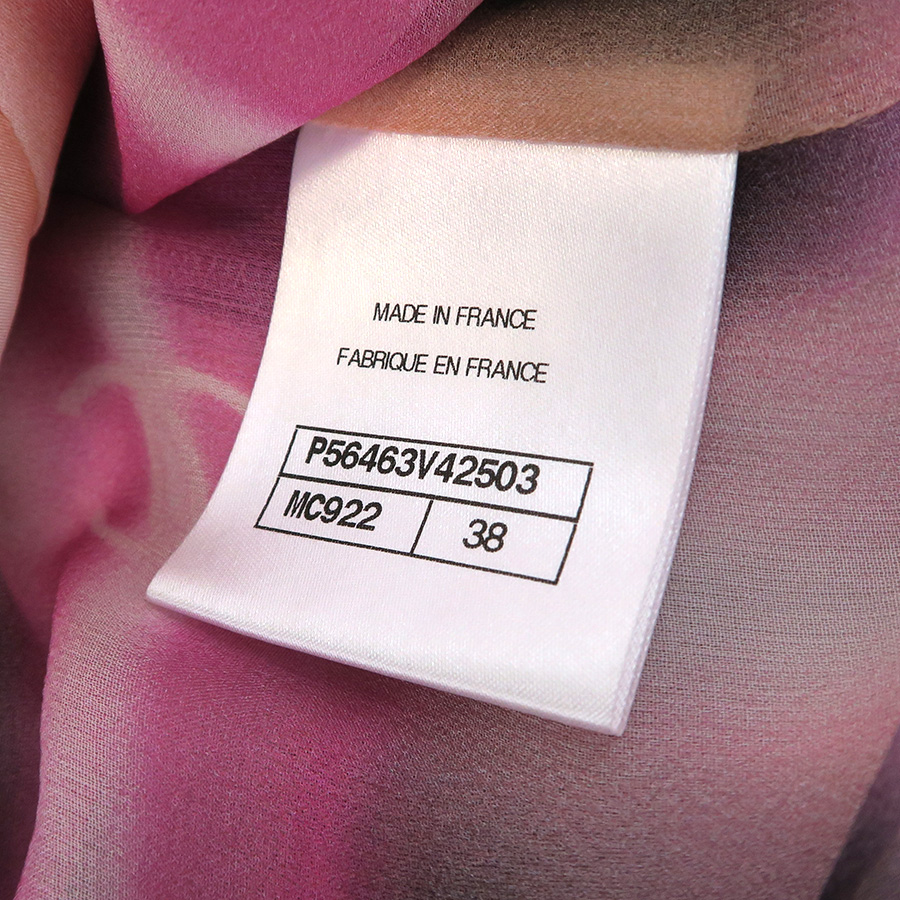 MADE IN FRANCE
FABRIQUE EN FRANCE
P56463V42503
MC922 38